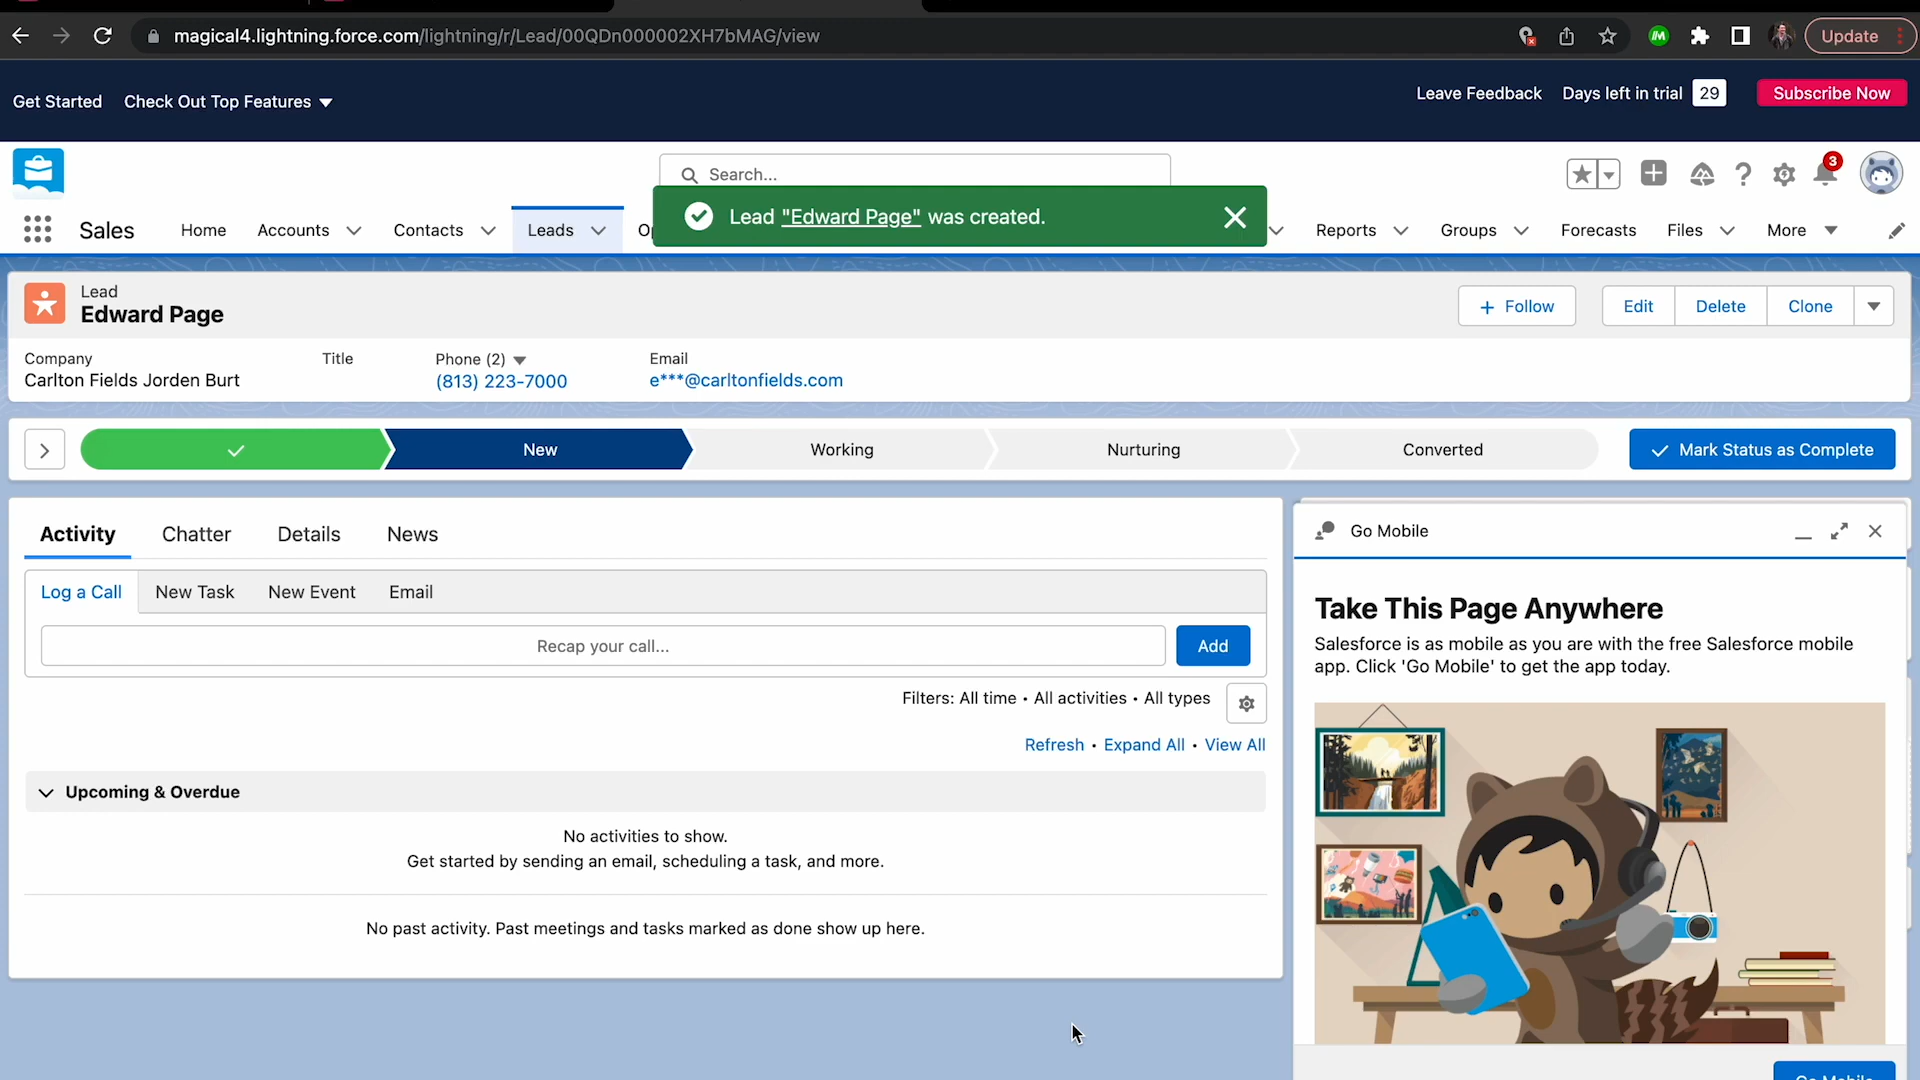 magical4.lightning.force.com/lightning/r/Lead/00QDn000002XH7bMAG/view
Update
Get Started
Check Out Top Features
Leave Feedback
Days left in trial
29
Subscribe Now
Search...
3
Sales
Home
Accounts
Contacts
Leads
Lead "Edward Page" was created.
Reports
Groups
Forecasts
Files
More
Lead
Edward Page
Follow
Edit
Delete
Clone
Company
Carlton Fields Jorden Burt
Title
Phone (2)
(813) 223-7000
Email
e***@carltonfields.com
New
Working
Nurturing
Converted
Mark Status as Complete
Activity
Chatter
Details
News
Log a Call
New Task
New Event
Email
Recap your call...
Add
Filters: All time • All activities • All types
Refresh • Expand All • View All
Upcoming & Overdue
No activities to show.
Get started by sending an email, scheduling a task, and more.
No past activity. Past meetings and tasks marked as done show up here.
Go Mobile
Take This Page Anywhere
Salesforce is as mobile as you are with the free Salesforce mobile
app. Click 'Go Mobile' to get the app today.